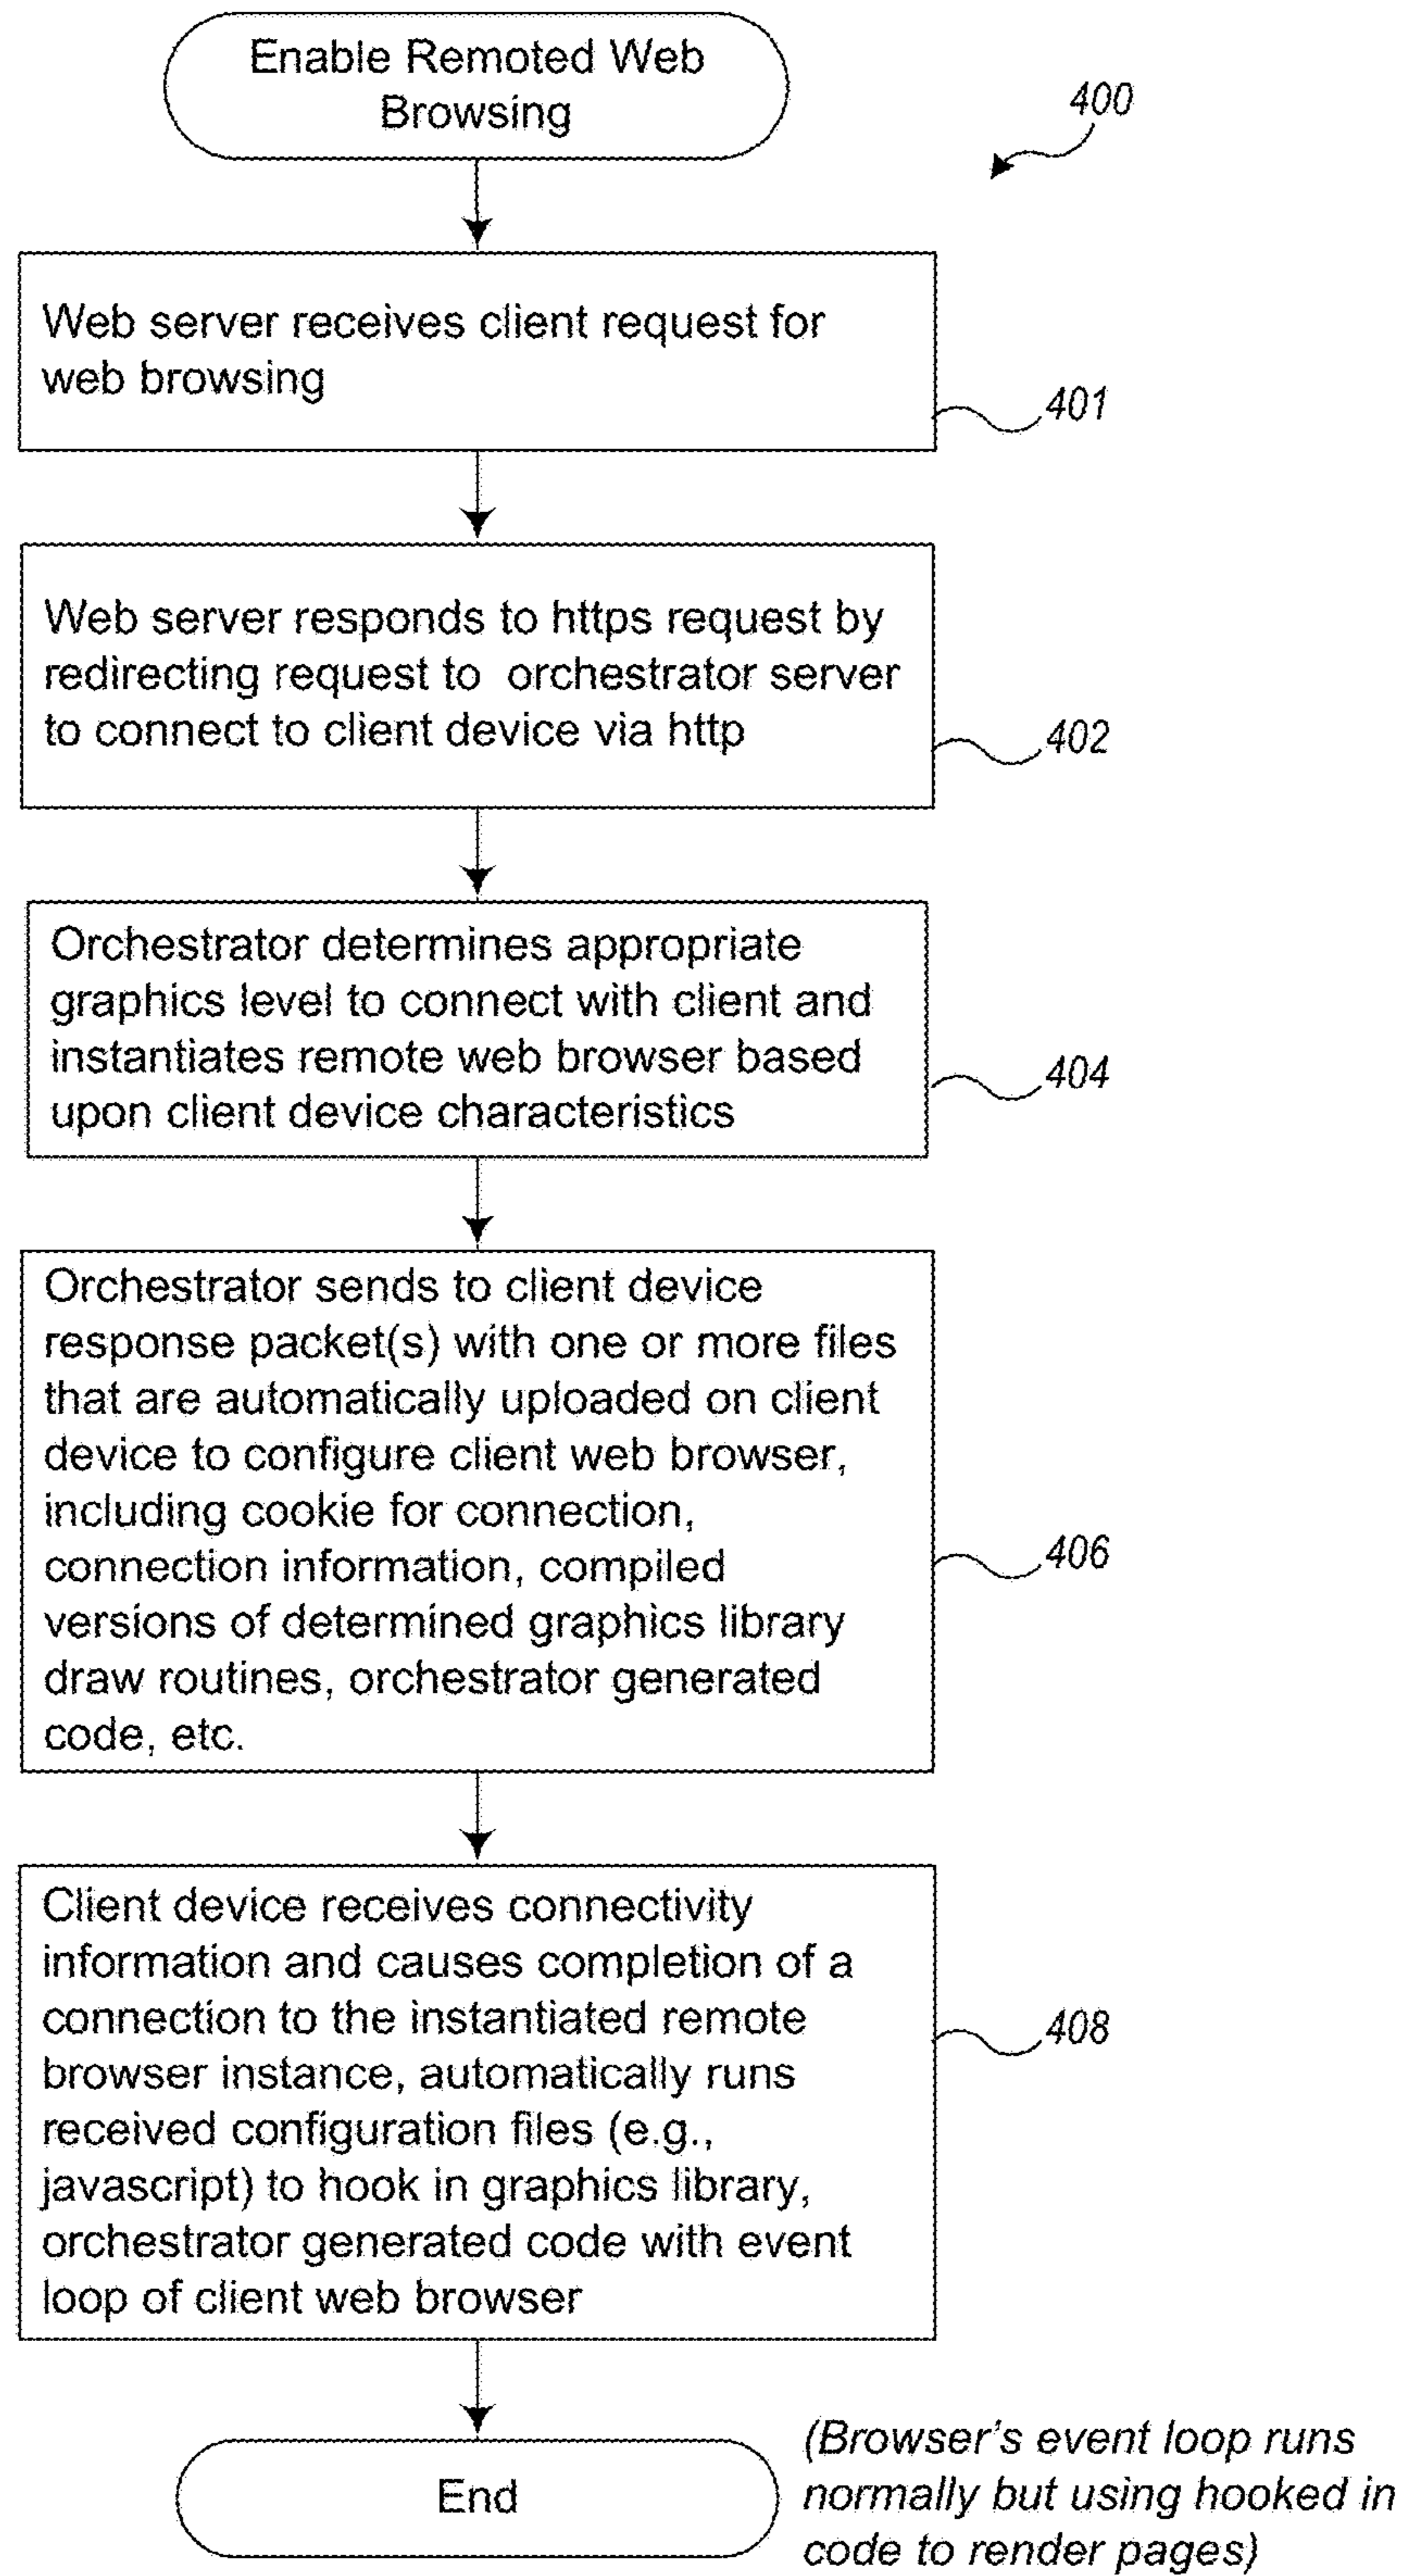 Enable Remoted Web
Browsing
400
Web server receives client request for
web browsing
401
Web server responds to https request by
redirecting request to orchestrator server
to connect to client device via http
402
Orchestrator determines appropriate
graphics level to connect with client and
instantiates remote web browser based
upon client device characteristics
404
Orchestrator sends to client device
response packet(s) with one or more files
that are automatically uploaded on client
device to configure client web browser,
including cookie for connection,
connection information, compiled
versions of determined graphics library
draw routines, orchestrator generated
code, etc.
406
Client device receives connectivity
information and causes completion of a
connection to the instantiated remote
browser instance, automatically runs
received configuration files (e.g.,
javascript) to hook in graphics library,
orchestrator generated code with event
loop of client web browser
408
End
(Browser's event loop runs
normally but using hooked in
code to render pages)